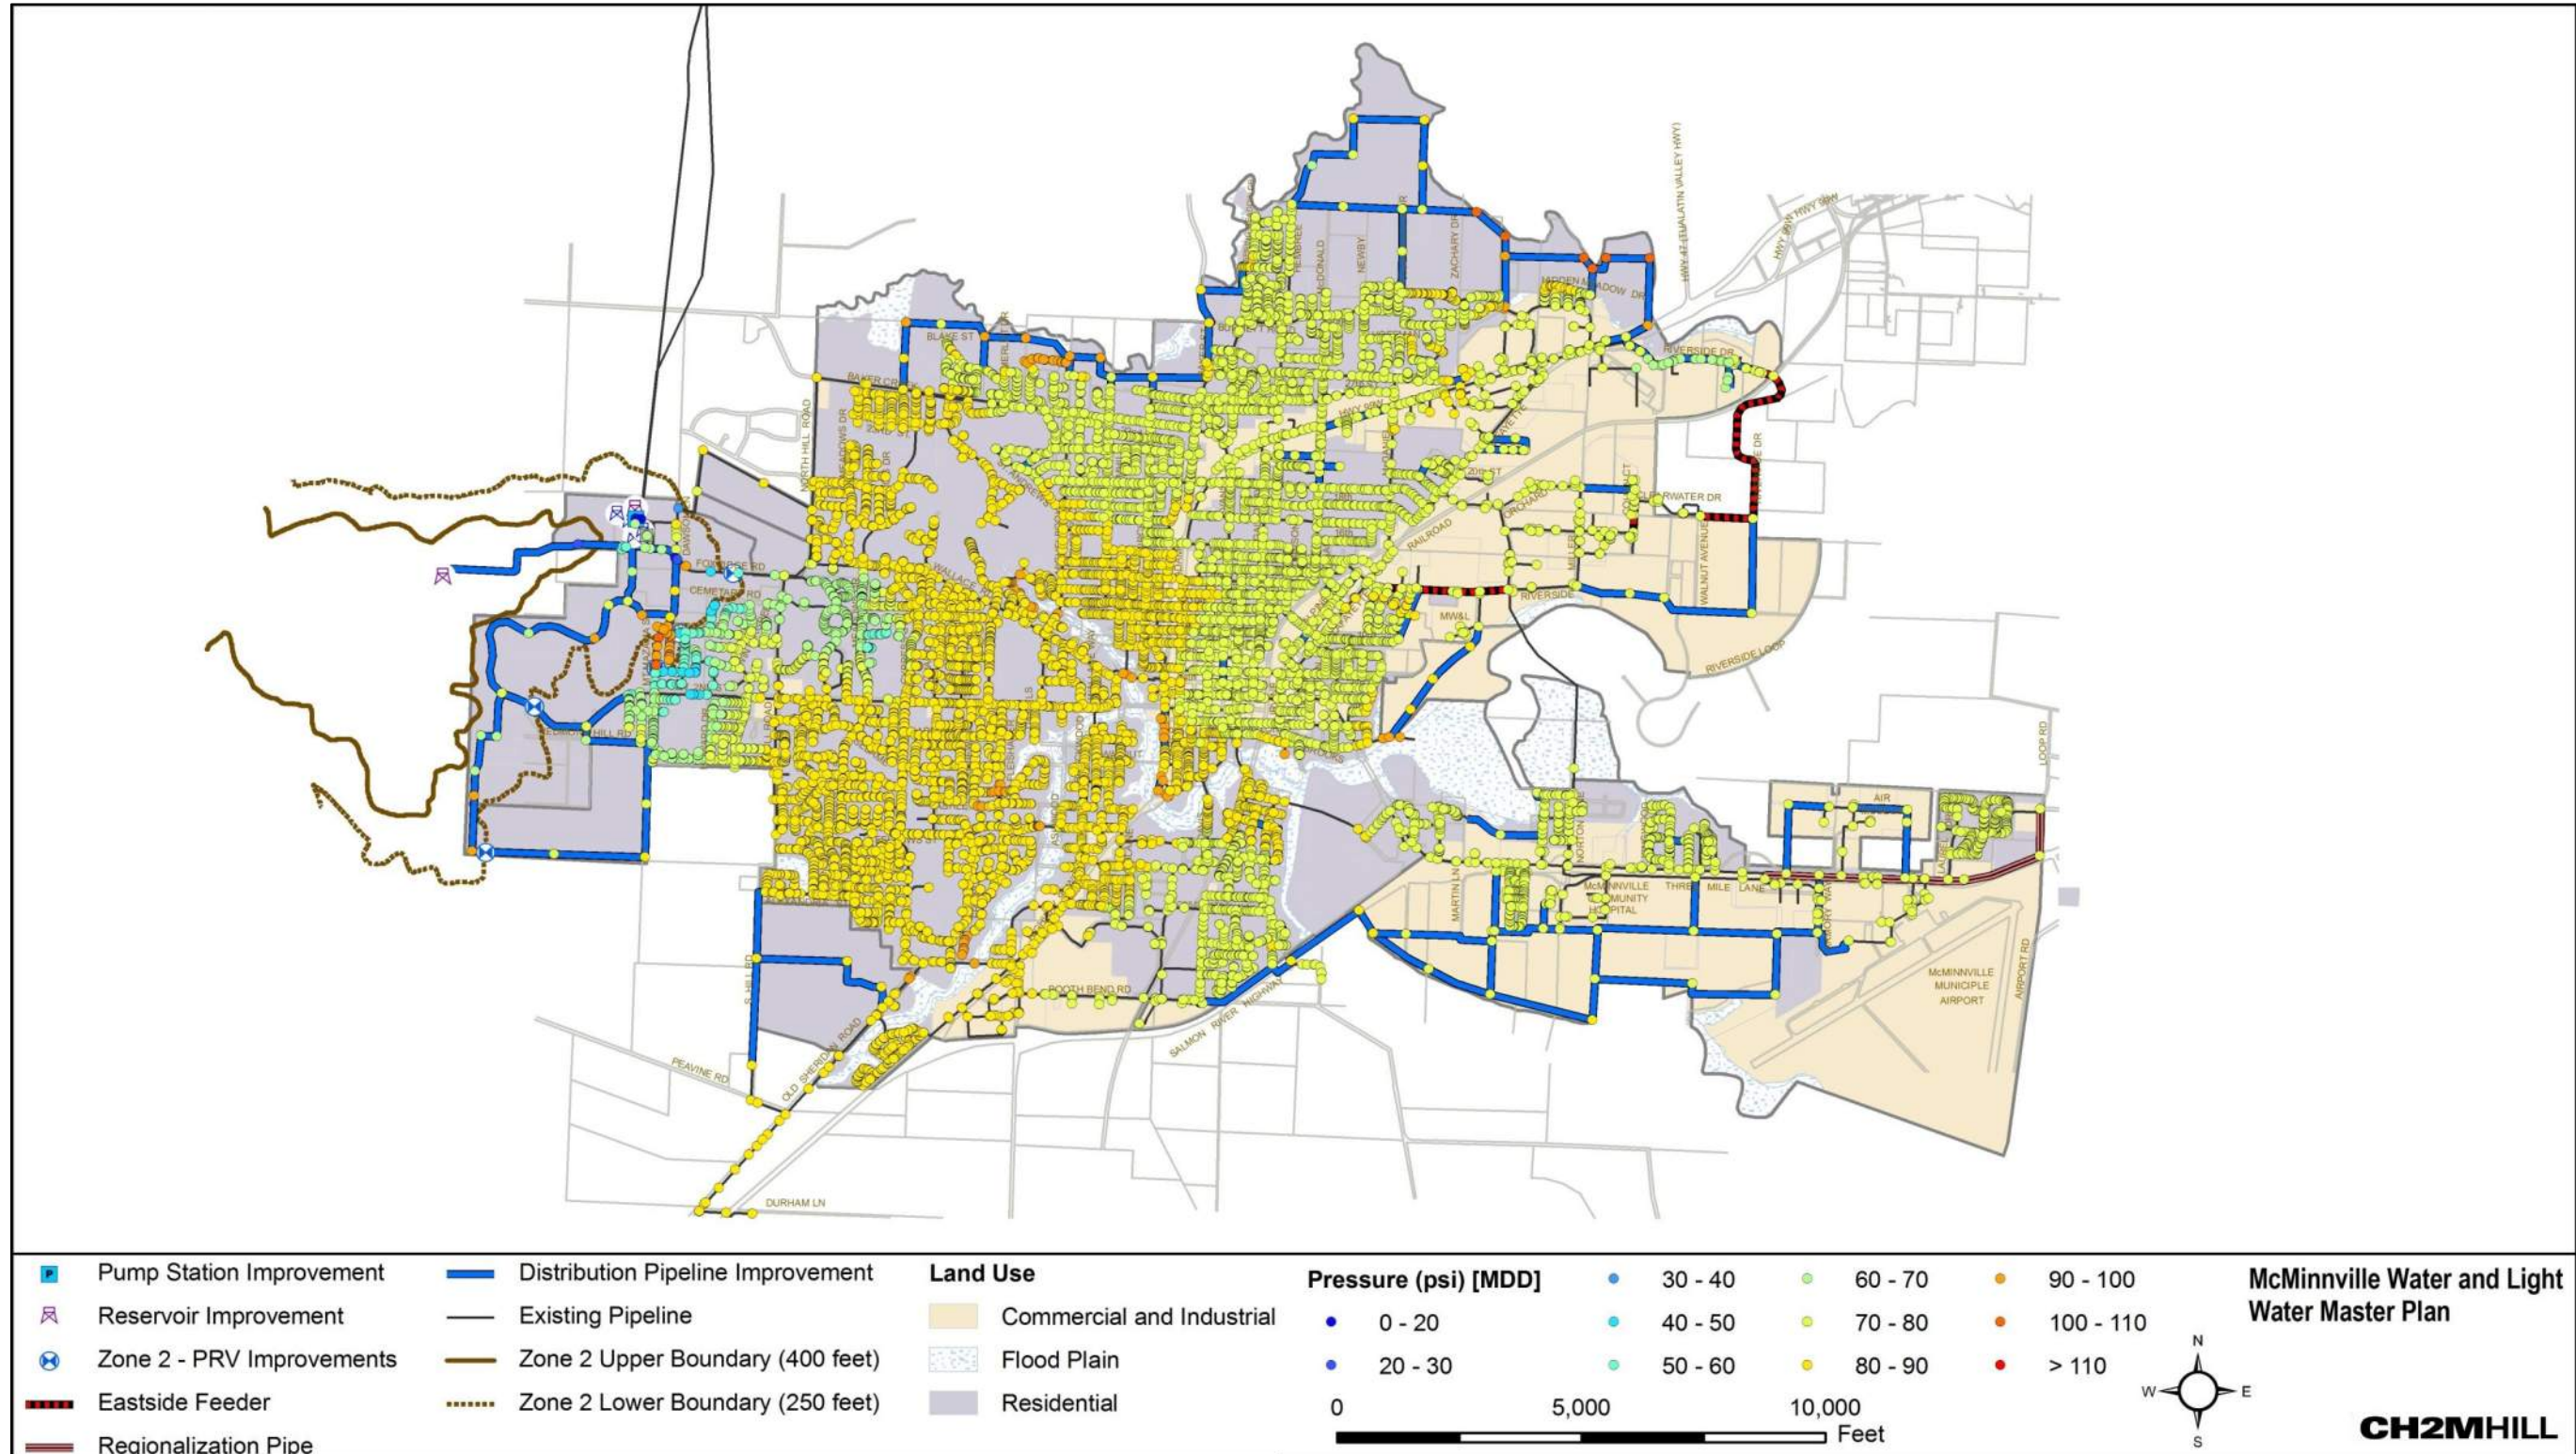 HWY 47 (TUALATIN VALLEY HWY)
HWY 99W
HWY 99W
HEMBREE
McDONALD
NEWBY
ZACHARY DR
HIDDEN MEADOW DR
BLAKE ST
RIVERSIDE DR
BAKER CREEK
NORTH HILL ROAD
HWY 99W
20th ST
ORCHARD
RAILROAD
WALNUT AVENUE
CEMETARY RD
WALLACE
RIVERSIDE
MW&L
RIVERSIDE LOOP
LOOP RD
AIR
MARTIN LN
McMINNVILLE
COMMUNITY
HOSPITAL
THREE MILE LANE
S. HILL RD
BOOTH BEND RD
SALMON RIVER HIGHWAY
McMINNVILLE
MUNICIPLE
AIRPORT
AIRPORT RD
PEAVINE RD
OLD SHERIDAN ROAD
DURHAM LN
P
Pump Station Improvement
Reservoir Improvement
Zone 2 - PRV Improvements
Eastside Feeder
Regionalization Pipe
Distribution Pipeline Improvement
Existing Pipeline
Zone 2 Upper Boundary (400 feet)
Zone 2 Lower Boundary (250 feet)
Land Use
Commercial and Industrial
Flood Plain
Residential
Pressure (psi) [MDD]
0 - 20
20 - 30
30 - 40
40 - 50
50 - 60
60 - 70
70 - 80
80 - 90
90 - 100
100 - 110
> 110
0 5,000 10,000
Feet
McMinnville Water and Light
Water Master Plan
N
W E
S
CH2MHILL